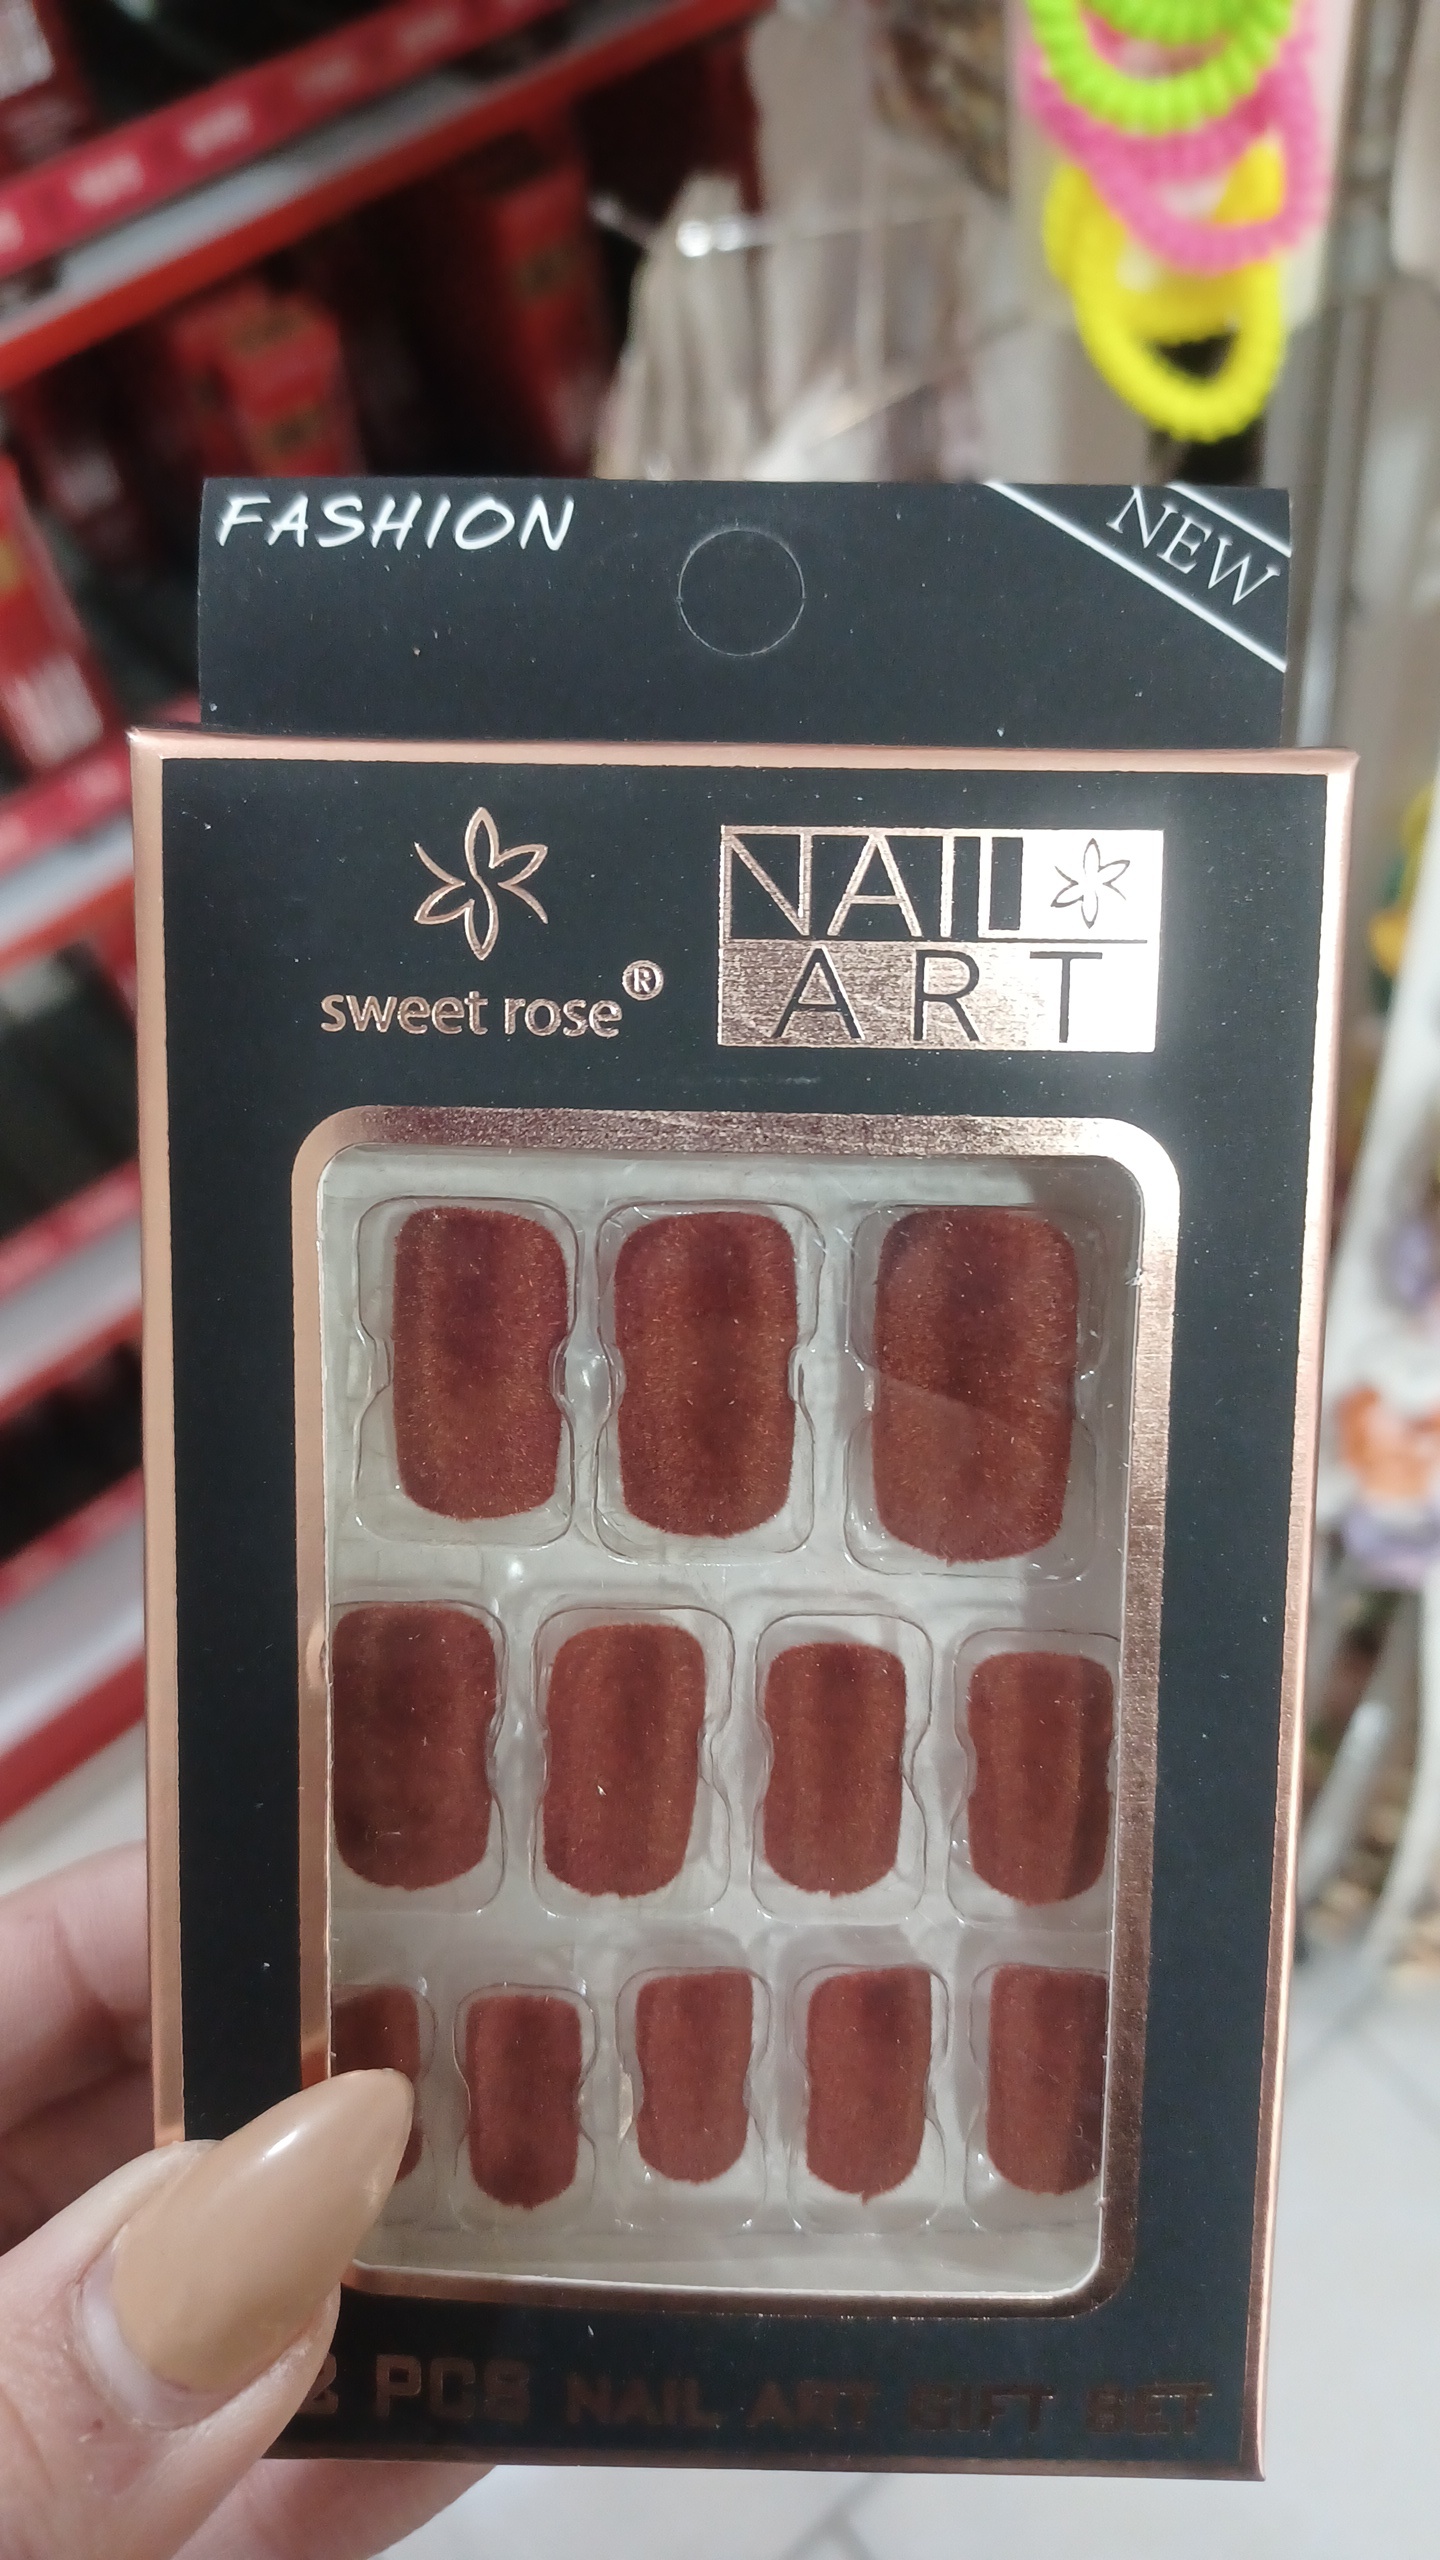 FASHION
NEW
sweet rose®
NAIL
ART
PCS NAIL ART GIFT SET